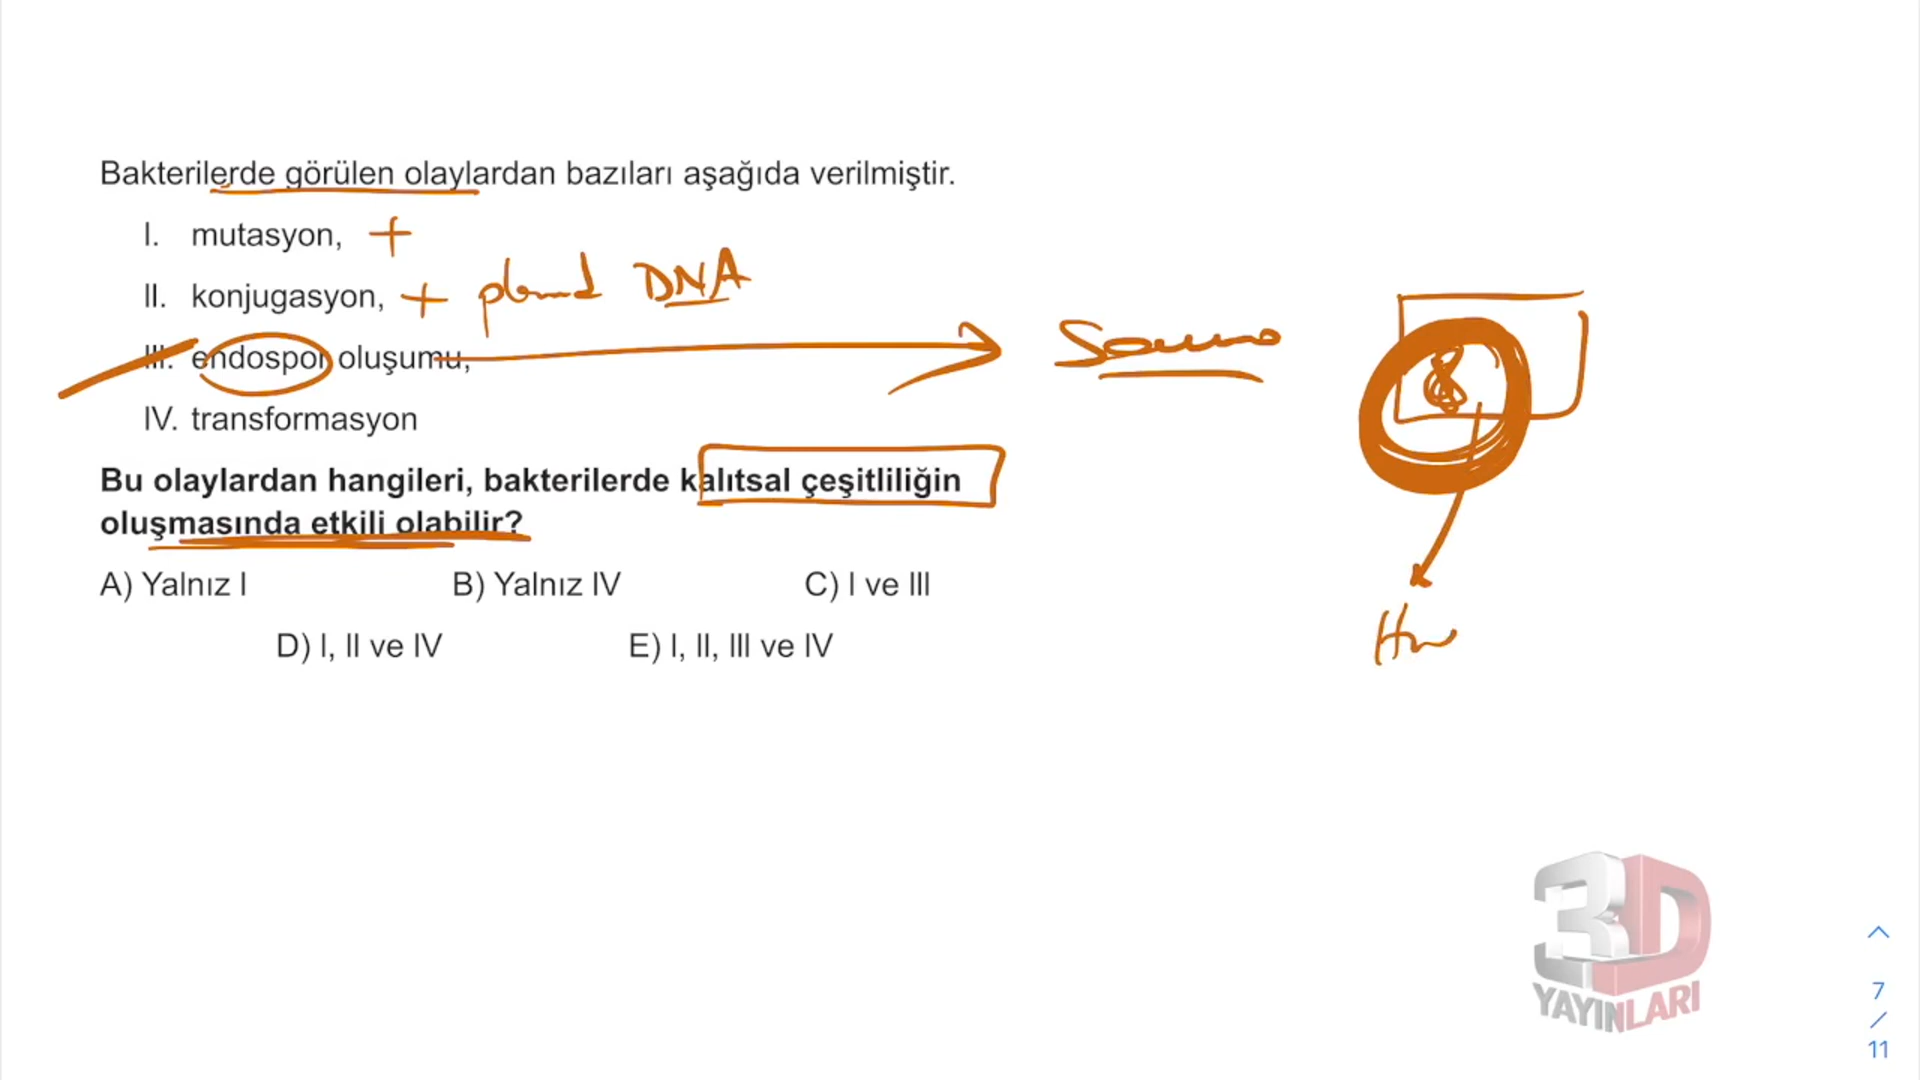 Bakterilerde görülen olaylardan bazıları aşağıda verilmiştir.
I. mutasyon, +
II. konjugasyon, + plazmid DNA
III. endospor oluşumu,
IV. transformasyon
Bu olaylardan hangileri, bakterilerde kalıtsal çeşitliliğin
oluşmasında etkili olabilir?
A) Yalnız I B) Yalnız IV C) I ve III
D) I, II ve IV E) I, II, III ve IV
3D
YAYINLARI
7
/
11